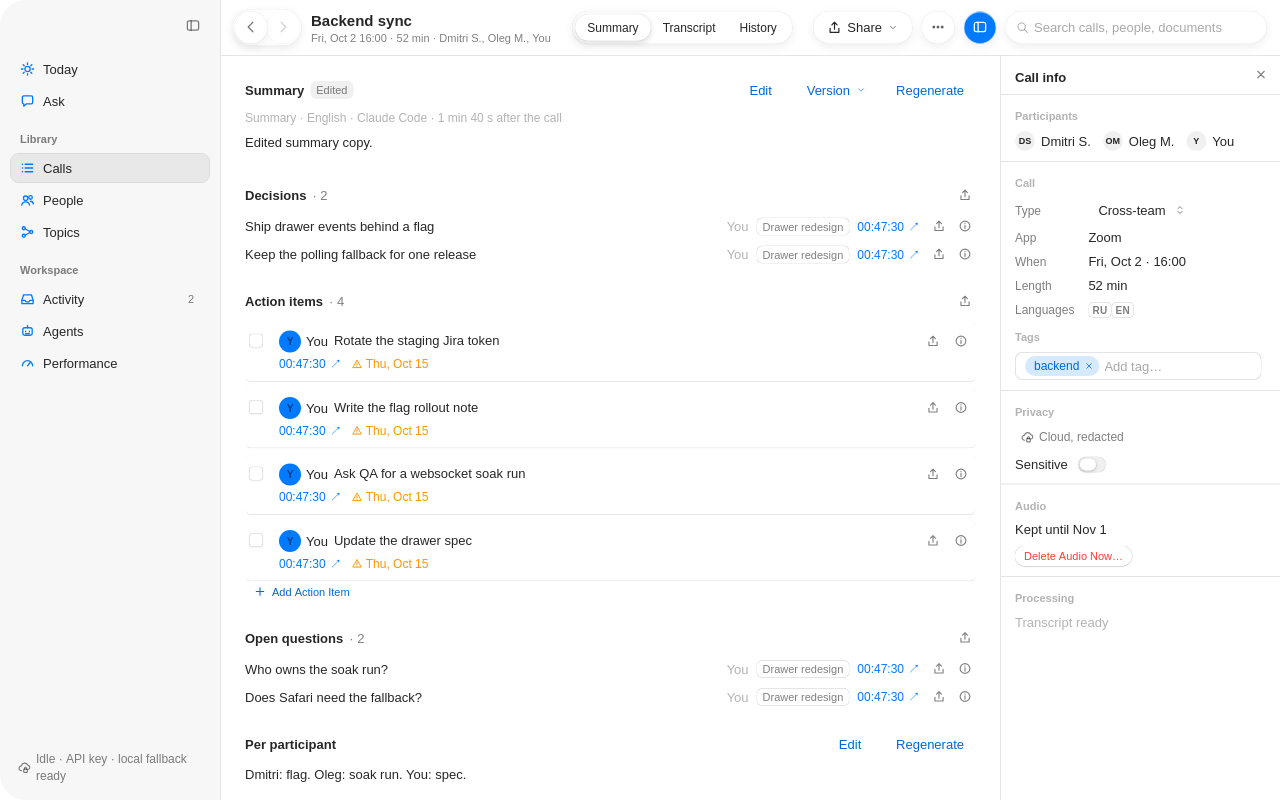 Today
Ask
Library
Calls
People
Topics
Workspace
Activity 2
Agents
Performance
Idle · API key · local fallback
ready
Backend sync
Fri, Oct 2 16:00 · 52 min · Dmitri S., Oleg M., You
Summary Transcript History
Share
Search calls, people, documents
Summary Edited Edit Version Regenerate
Summary · English · Claude Code · 1 min 40 s after the call
Edited summary copy.
Decisions · 2
Ship drawer events behind a flag You Drawer redesign 00:47:30
Keep the polling fallback for one release You Drawer redesign 00:47:30
Action items · 4
Y You Rotate the staging Jira token
00:47:30 Thu, Oct 15
Y You Write the flag rollout note
00:47:30 Thu, Oct 15
Y You Ask QA for a websocket soak run
00:47:30 Thu, Oct 15
Y You Update the drawer spec
00:47:30 Thu, Oct 15
Add Action Item
Open questions · 2
Who owns the soak run? You Drawer redesign 00:47:30
Does Safari need the fallback? You Drawer redesign 00:47:30
Per participant Edit Regenerate
Dmitri: flag. Oleg: soak run. You: spec.
Call info
Participants
DS Dmitri S. OM Oleg M. Y You
Call
Type Cross-team
App Zoom
When Fri, Oct 2 · 16:00
Length 52 min
Languages RU EN
Tags
backend × Add tag…
Privacy
Cloud, redacted
Sensitive
Audio
Kept until Nov 1
Delete Audio Now…
Processing
Transcript ready